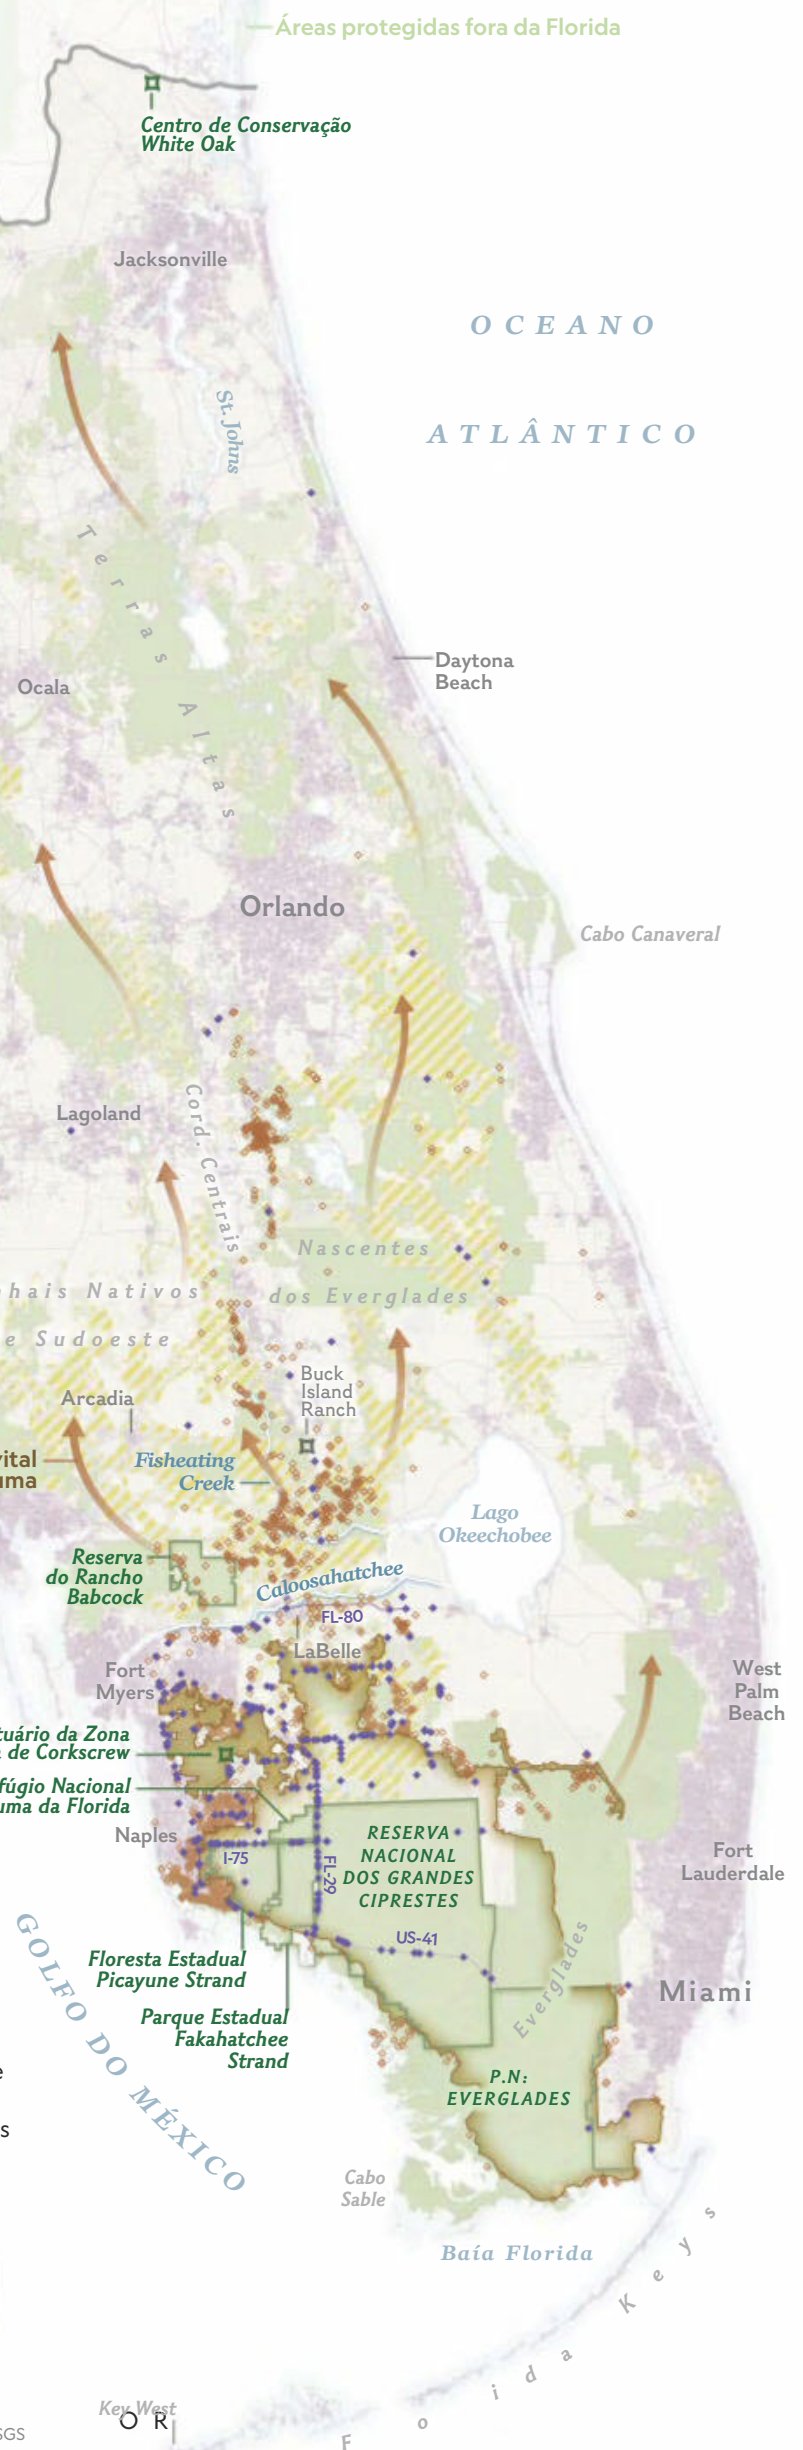 Áreas protegidas fora da Florida
Centro de Conservação
White Oak
Jacksonville
OCEANO
ATLÂNTICO
St. Johns
Terras Altas
Daytona
Beach
Ocala
Orlando
Cabo Canaveral
Lagoland
Cord. Centrais
Nascentes
dos Everglades
hais Nativos
e Sudoeste
Buck
Island
Ranch
Arcadia
vital
uma
Fisheating
Creek
Lago
Okeechobee
Reserva
do Rancho
Babcock
Caloosahatchee
FL-80
LaBelle
Fort
Myers
West
Palm
Beach
tuário da Zona
de Corkscrew
fúgio Nacional
uma da Florida
Naples
I-75
FL-29
RESERVA
NACIONAL
DOS GRANDES
CIPRESTES
Fort
Lauderdale
US-41
Everglades
Miami
GOLFO DO MÉXICO
Floresta Estadual
Picayune Strand
Parque Estadual
Fakahatchee
Strand
P.N:
EVERGLADES
e
s
Cabo
Sable
Baía Florida
F o ida Keys
Key West
O R
SGS